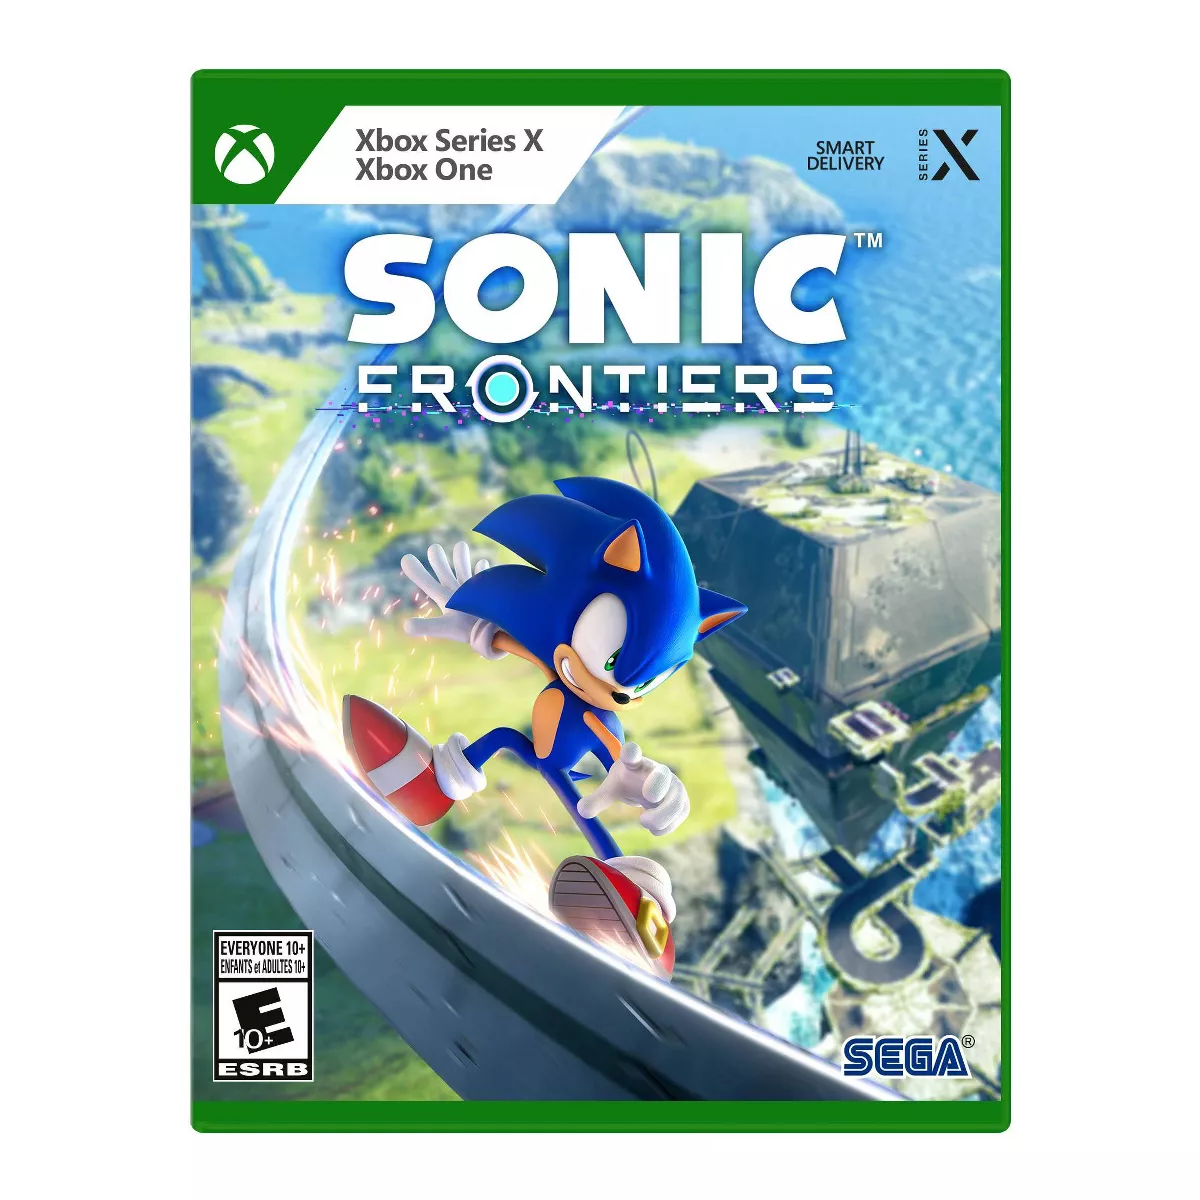 Xbox Series X
Xbox One
SMART
DELIVERY
SERIES X
SONIC™
FRONTIERS
EVERYONE 10+
ENFANTS et ADULTES 10+
E
10+
ESRB
SEGA®